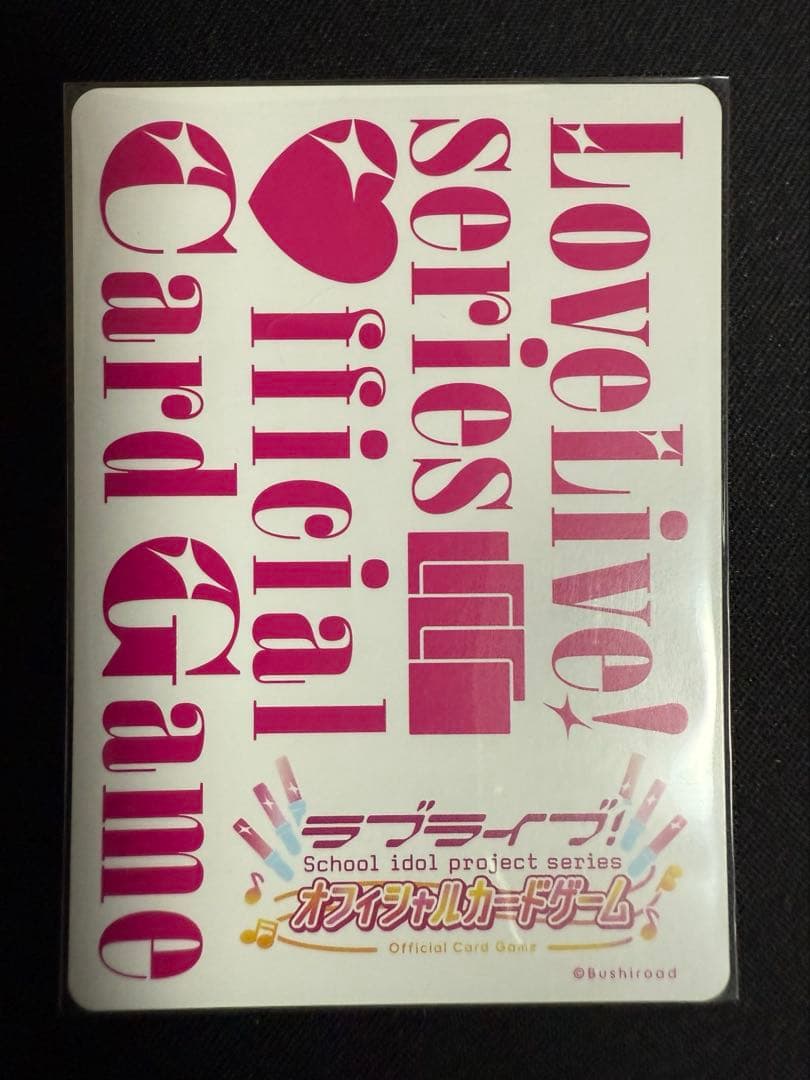 LoveLive!
series
Official
Card Game
ラブライブ!
School idol project series
オフィシャルカードゲーム
Official Card Game
©Bushiroad